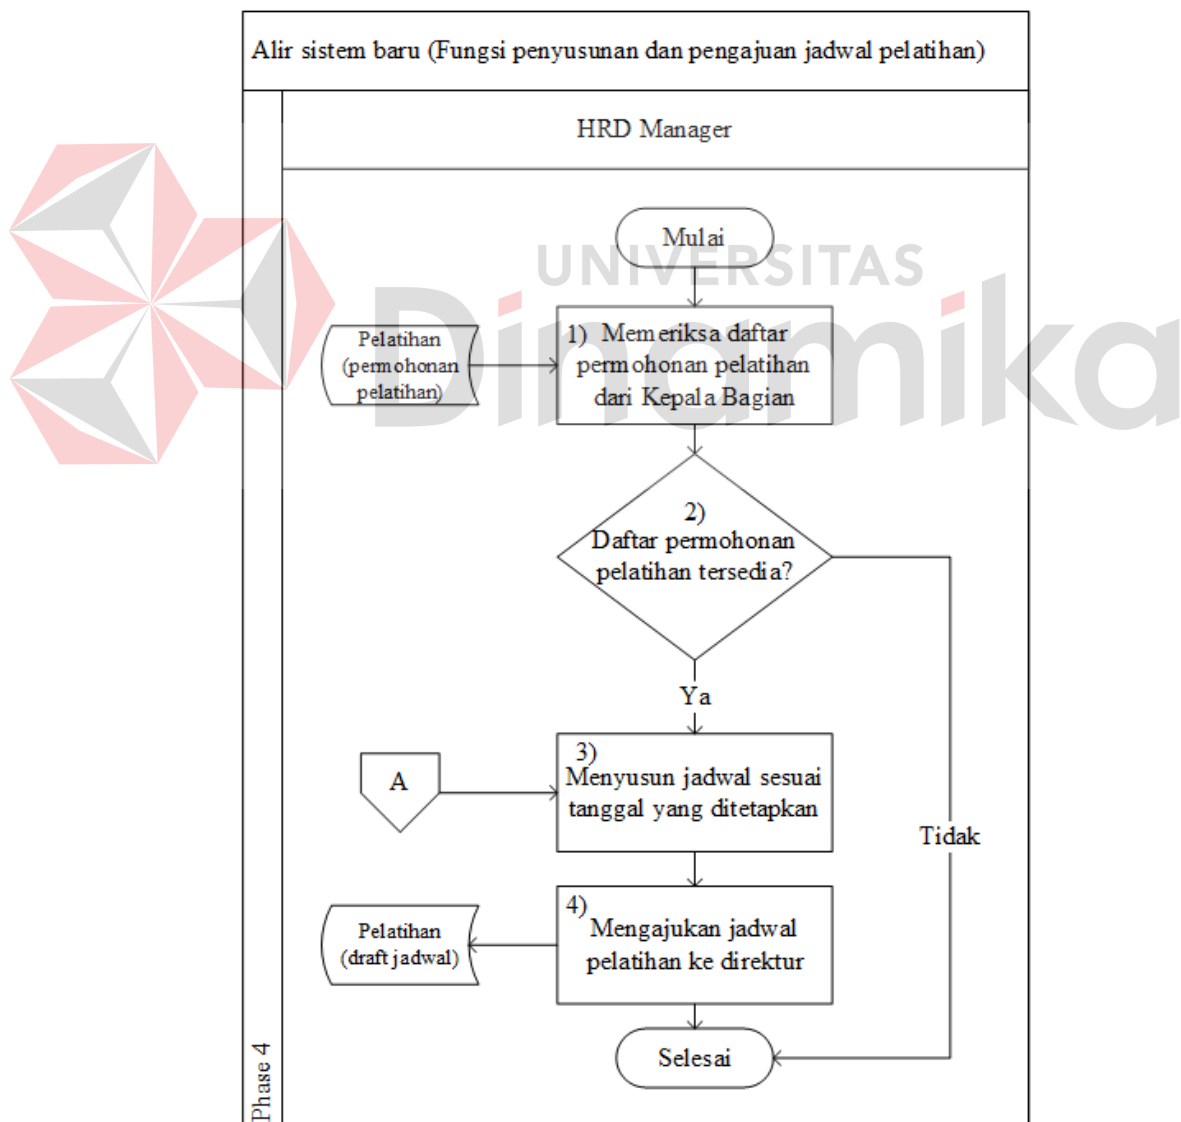 Alir sistem baru (Fungsi penyusunan dan pengajuan jadwal pelatihan)
HRD Manager
Mulai
UNIVERSITAS
Dinamika
Pelatihan
(permohonan
pelatihan)
1) Memeriksa daftar
permohonan pelatihan
dari Kepala Bagian
2)
Daftar permohonan
pelatihan tersedia?
Ya
A
3)
Menyusun jadwal sesuai
tanggal yang ditetapkan
Tidak
Pelatihan
(draft jadwal)
4)
Mengajukan jadwal
pelatihan ke direktur
Selesai
Phase 4